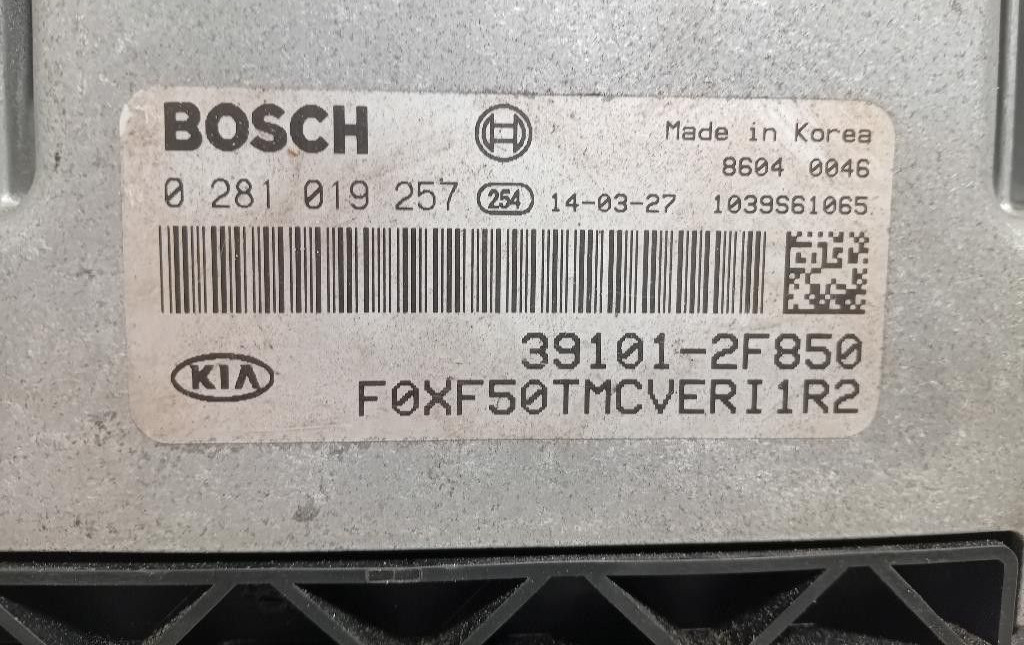 BOSCH
Made in Korea
8604 0046
0 281 019 257 254 14-03-27 1039S61065
39101-2F850
KIA
F0XF50TMCVERI1R2